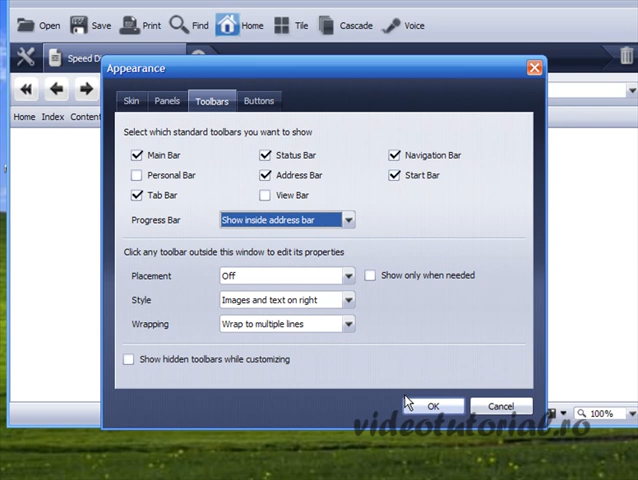 Open Save Print Find Home Tile Cascade Voice
Speed D
Appearance
Home Index Content
Skin Panels Toolbars Buttons
Select which standard toolbars you want to show
Main Bar Status Bar Navigation Bar
Personal Bar Address Bar Start Bar
Tab Bar View Bar
Progress Bar Show inside address bar
Click any toolbar outside this window to edit its properties
Placement Off Show only when needed
Style Images and text on right
Wrapping Wrap to multiple lines
Show hidden toolbars while customizing
OK Cancel
100%
videotutorial.ro